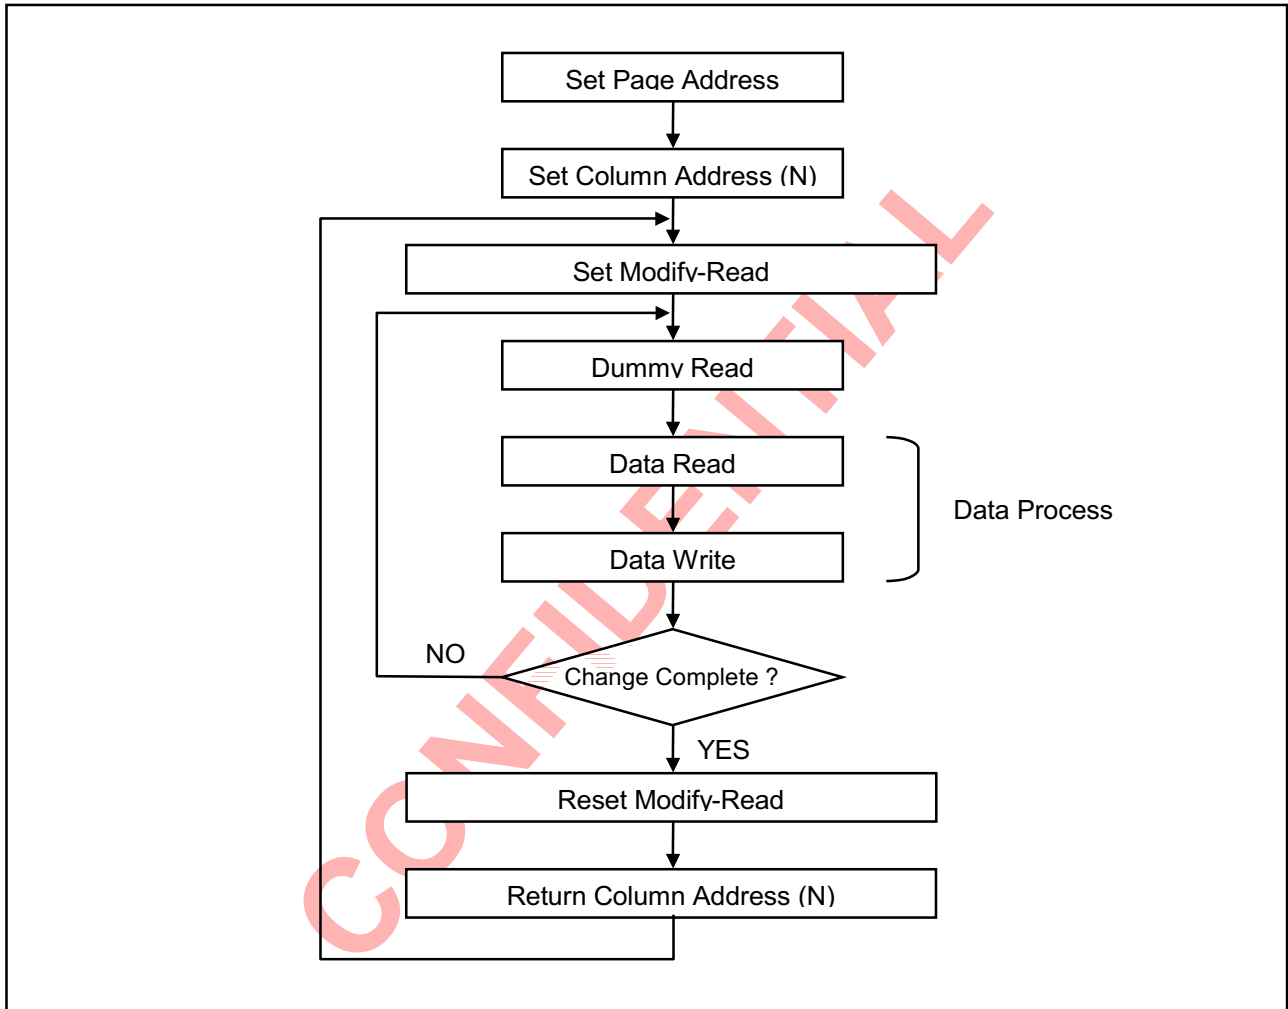 Set Page Address
Set Column Address (N)
Set Modify-Read
Dummy Read
Data Read
Data Process
Data Write
NO
Change Complete ?
YES
Reset Modify-Read
Return Column Address (N)
CONFIDENTIAL